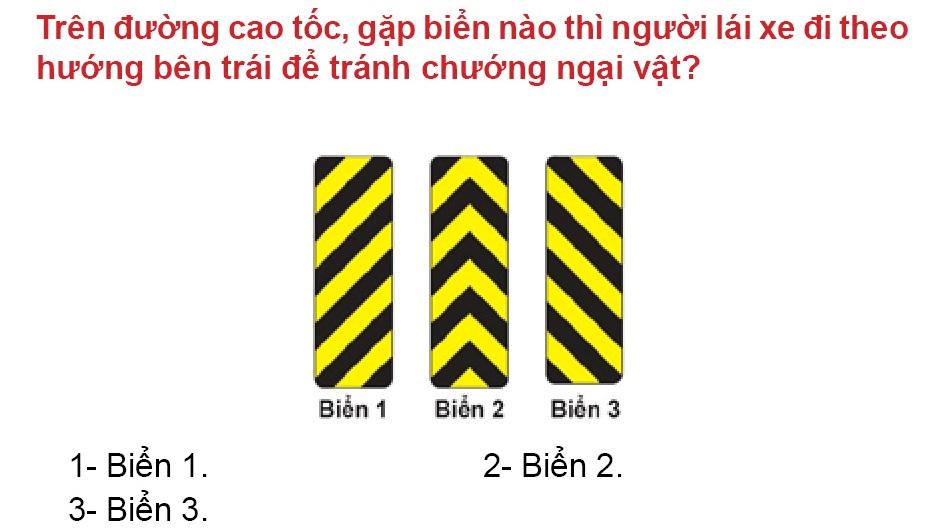 Trên đường cao tốc, gặp biển nào thì người lái xe đi theo
hướng bên trái để tránh chướng ngại vật?
Biển 1 Biển 2 Biển 3
1- Biển 1. 2- Biển 2.
3- Biển 3.